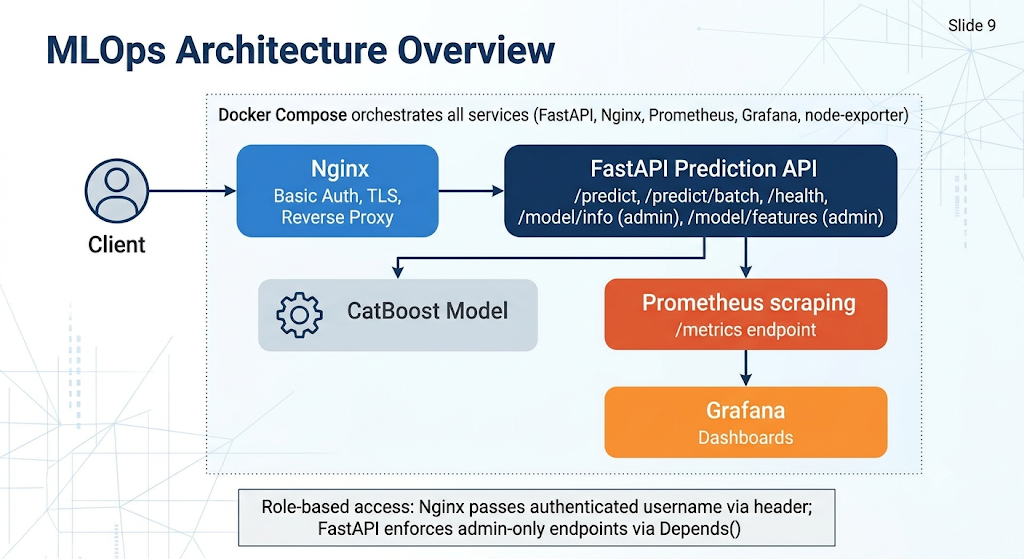 Slide 9
MLOps Architecture Overview
Docker Compose orchestrates all services (FastAPI, Nginx, Prometheus, Grafana, node-exporter)
Client
Nginx
Basic Auth, TLS,
Reverse Proxy
FastAPI Prediction API
/predict, /predict/batch, /health,
/model/info (admin), /model/features (admin)
CatBoost Model
Prometheus scraping
/metrics endpoint
Grafana
Dashboards
Role-based access: Nginx passes authenticated username via header;
FastAPI enforces admin-only endpoints via Depends()